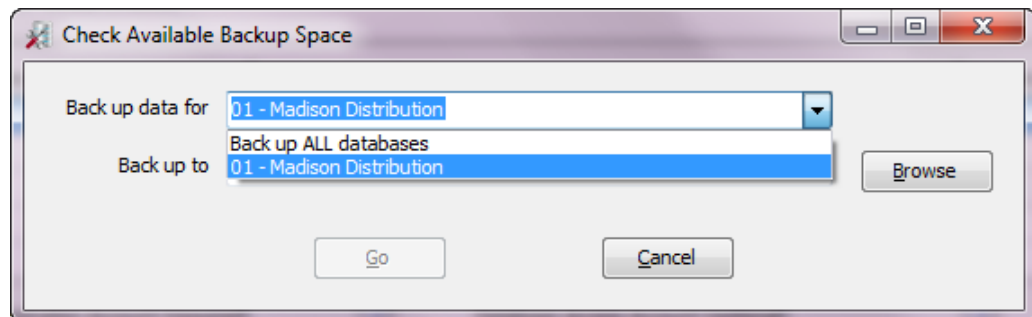 Check Available Backup Space
Back up data for 01 - Madison Distribution
Back up ALL databases
Back up to 01 - Madison Distribution
Browse
Go Cancel